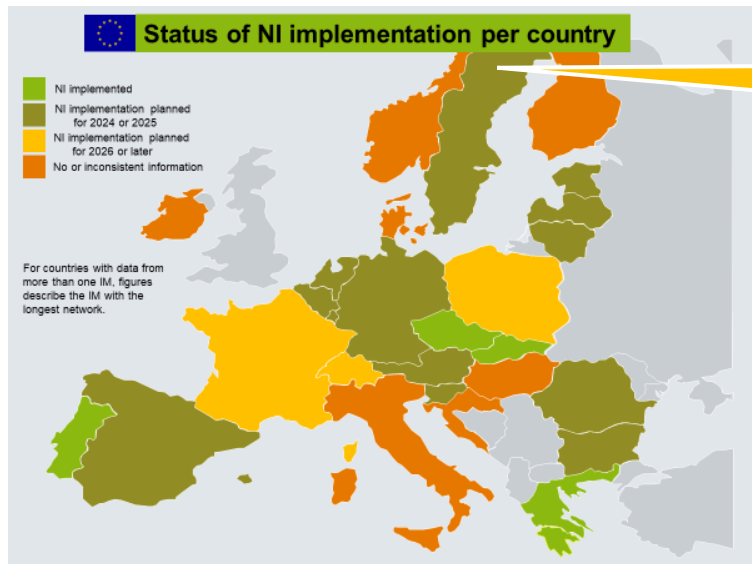 Status of NI implementation per country
NI implemented
NI implementation planned
for 2024 or 2025
NI implementation planned
for 2026 or later
No or inconsistent information
For countries with data from
more than one IM, figures
describe the IM with the
longest network.